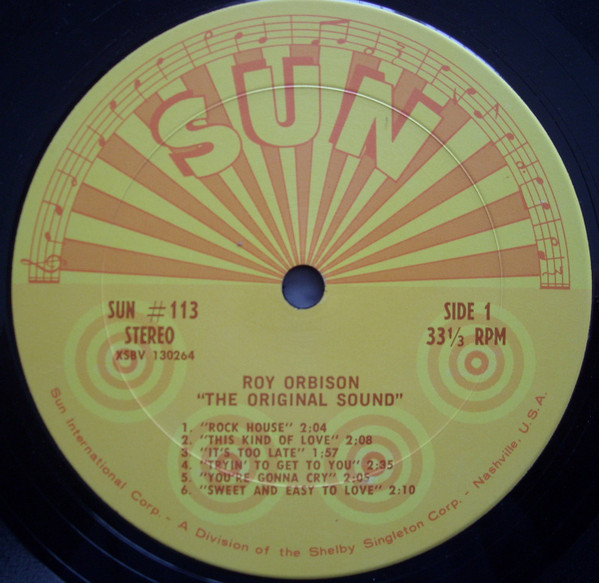 SUN
SUN #113
STEREO
XSBV 130264
SIDE 1
33⅓ RPM
ROY ORBISON
"THE ORIGINAL SOUND"
1. "ROCK HOUSE" 2:04
2. "THIS KIND OF LOVE" 2:08
3. "IT'S TOO LATE" 1:57
4. "TRYIN' TO GET TO YOU" 2:35
5. "YOU'RE GONNA CRY" 2:05
6. "SWEET AND EASY TO LOVE" 2:10
Sun International Corp. - A Division of the Shelby Singleton Corp. - Nashville, U.S.A.